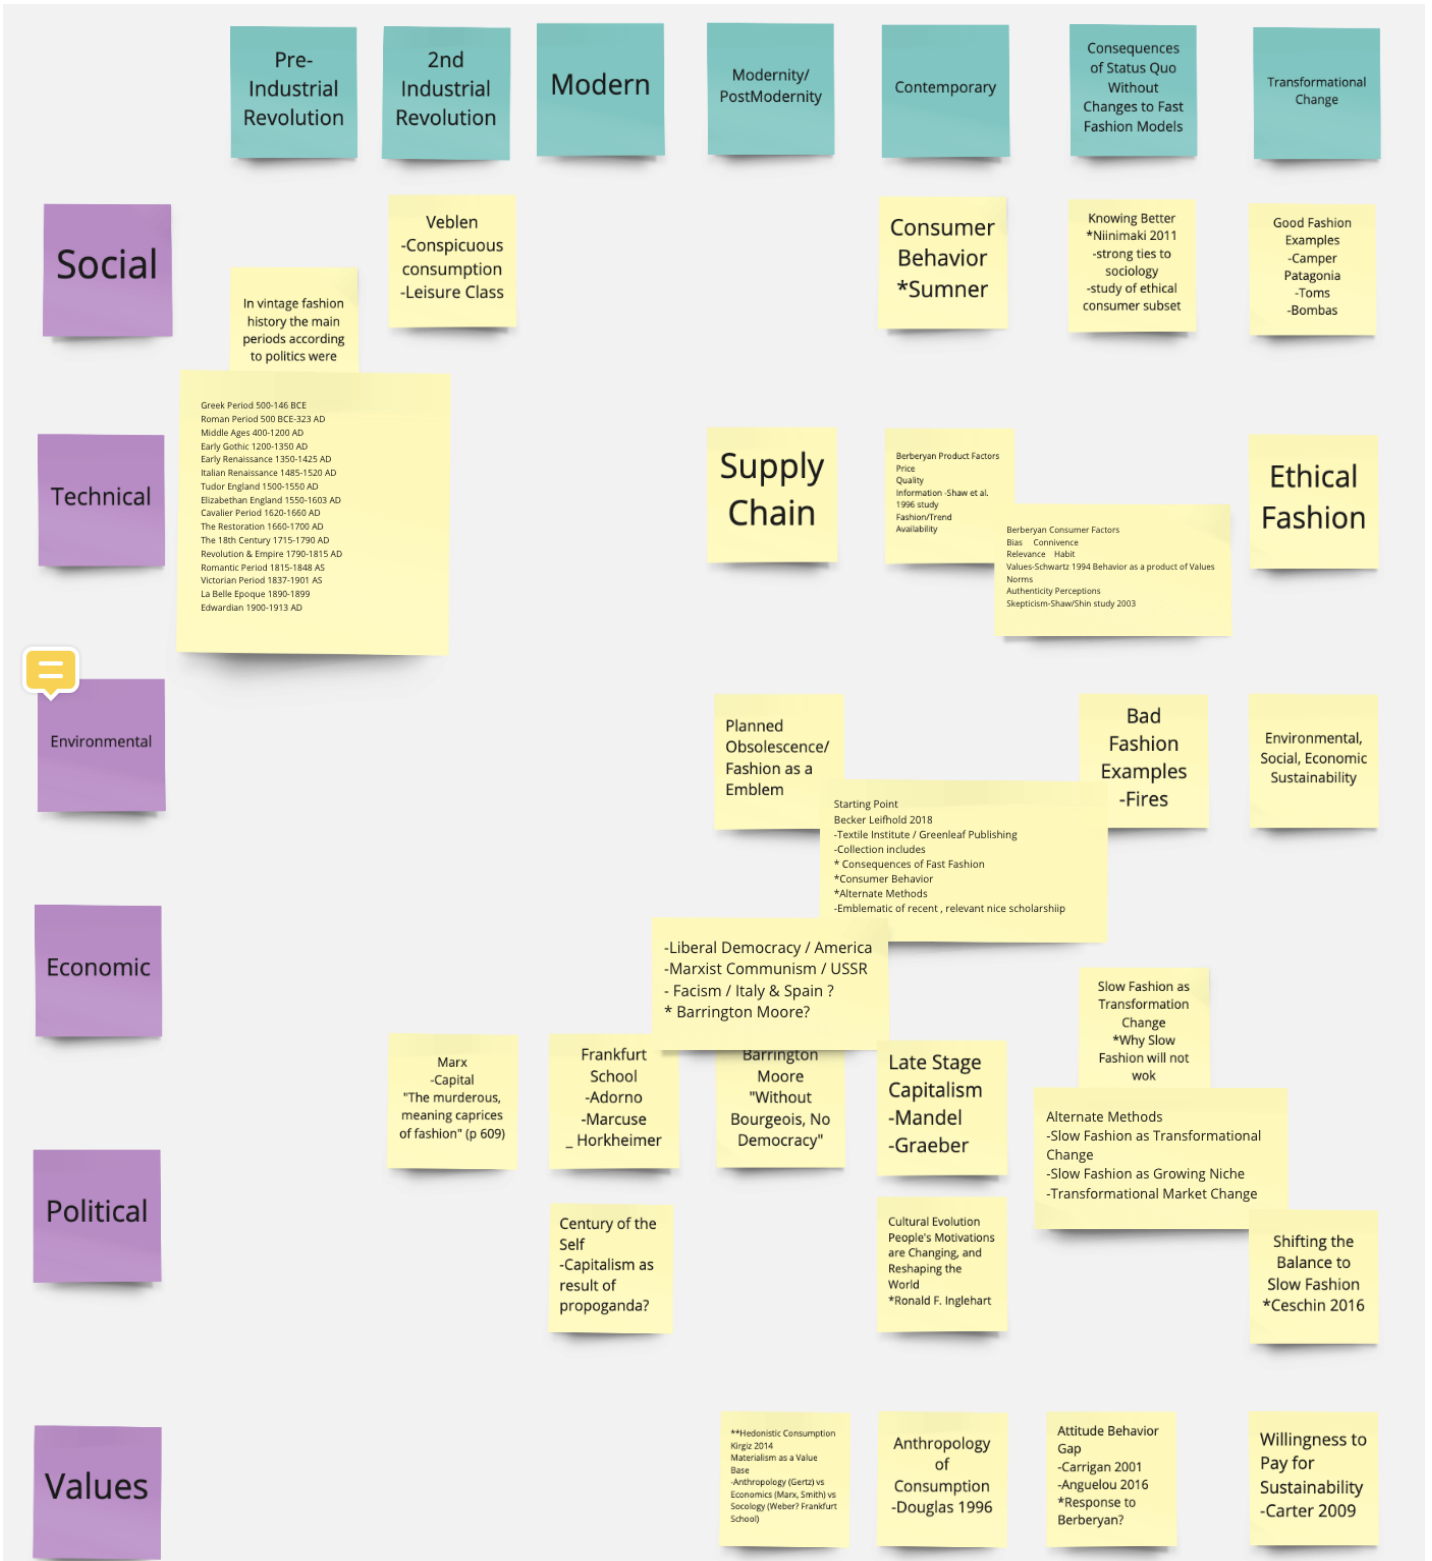 Pre-
Industrial
Revolution
2nd
Industrial
Revolution
Modern
Modernity/
PostModernity
Contemporary
Consequences
of Status Quo
Without
Changes to Fast
Fashion Models
Transformational
Change
Social
In vintage fashion
history the main
periods according
to politics were
Veblen
-Conspicuous
consumption
-Leisure Class
Consumer
Behavior
*Sumner
Knowing Better
*Niinimaki 2011
-strong ties to
sociology
-study of ethical
consumer subset
Good Fashion
Examples
-Camper
Patagonia
-Toms
-Bombas
Technical
Greek Period 500-146 BCE
Roman Period 500 BCE-323 AD
Middle Ages 400-1200 AD
Early Gothic 1200-1350 AD
Early Renaissance 1350-1425 AD
Italian Renaissance 1485-1520 AD
Tudor England 1500-1550 AD
Elizabethan England 1550-1603 AD
Cavalier Period 1620-1660 AD
The Restoration 1660-1700 AD
The 18th Century 1715-1790 AD
Revolution & Empire 1790-1815 AD
Romantic Period 1815-1848 AS
Victorian Period 1837-1901 AS
La Belle Epoque 1890-1899
Edwardian 1900-1913 AD
Supply
Chain
Berberyan Product Factors
Price
Quality
Information -Shaw et al.
1996 study
Fashion/Trend
Availability
Berberyan Consumer Factors
Bias Connivence
Relevance Habit
Values-Schwartz 1994 Behavior as a product of Values
Norms
Authenticity Perceptions
Skepticism-Shaw/Shin study 2003
Ethical
Fashion
Environmental
Planned
Obsolescence/
Fashion as a
Emblem
Starting Point
Becker Leifhold 2018
-Textile Institute / Greenleaf Publishing
-Collection includes
* Consequences of Fast Fashion
*Consumer Behavior
*Alternate Methods
-Emblematic of recent , relevant nice scholarshiip
Bad
Fashion
Examples
-Fires
Environmental,
Social, Economic
Sustainability
Economic
-Liberal Democracy / America
-Marxist Communism / USSR
- Facism / Italy & Spain ?
* Barrington Moore?
Slow Fashion as
Transformation
Change
*Why Slow
Fashion will not
wok
Marx
-Capital
"The murderous,
meaning caprices
of fashion" (p 609)
Frankfurt
School
-Adorno
-Marcuse
_ Horkheimer
Barrington
Moore
"Without
Bourgeois, No
Democracy"
Late Stage
Capitalism
-Mandel
-Graeber
Alternate Methods
-Slow Fashion as Transformational
Change
-Slow Fashion as Growing Niche
-Transformational Market Change
Political
Century of the
Self
-Capitalism as
result of
propoganda?
Cultural Evolution
People's Motivations
are Changing, and
Reshaping the
World
*Ronald F. Inglehart
Shifting the
Balance to
Slow Fashion
*Ceschin 2016
Values
**Hedonistic Consumption
Kirgiz 2014
Materialism as a Value
Base
-Anthropology (Gertz) vs
Economics (Marx, Smith) vs
Socology (Weber? Frankfurt
School)
Anthropology
of
Consumption
-Douglas 1996
Attitude Behavior
Gap
-Carrigan 2001
-Anguelou 2016
*Response to
Berberyan?
Willingness to
Pay for
Sustainability
-Carter 2009